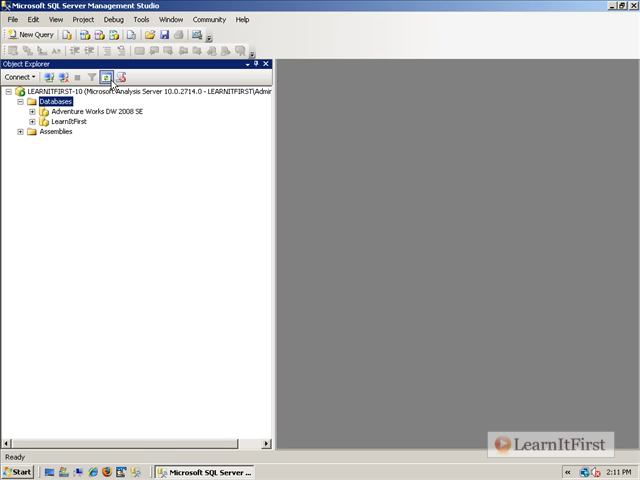 Microsoft SQL Server Management Studio
File Edit View Project Debug Tools Window Community Help
New Query
Object Explorer
Connect
LEARNITFIRST-10 (Microsoft Analysis Server 10.0.2714.0 - LEARNITFIRST\Admir
Databases
Adventure Works DW 2008 SE
LearnItFirst
Assemblies
LearnItFirst
Ready
Start
Microsoft SQL Server ...
«
2:11 PM